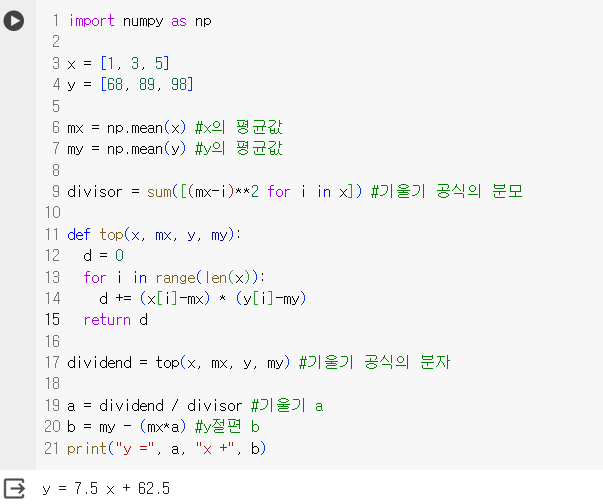 1 import numpy as np
2
3 x = [1, 3, 5]
4 y = [68, 89, 98]
5
6 mx = np.mean(x) #x의 평균값
7 my = np.mean(y) #y의 평균값
8
9 divisor = sum([(mx-i)**2 for i in x]) #기울기 공식의 분모
10
11 def top(x, mx, y, my):
12   d = 0
13   for i in range(len(x)):
14     d += (x[i]-mx) * (y[i]-my)
15   return d
16
17 dividend = top(x, mx, y, my) #기울기 공식의 분자
18
19 a = dividend / divisor #기울기 a
20 b = my - (mx*a) #y절편 b
21 print("y =", a, "x +", b)
y = 7.5 x + 62.5